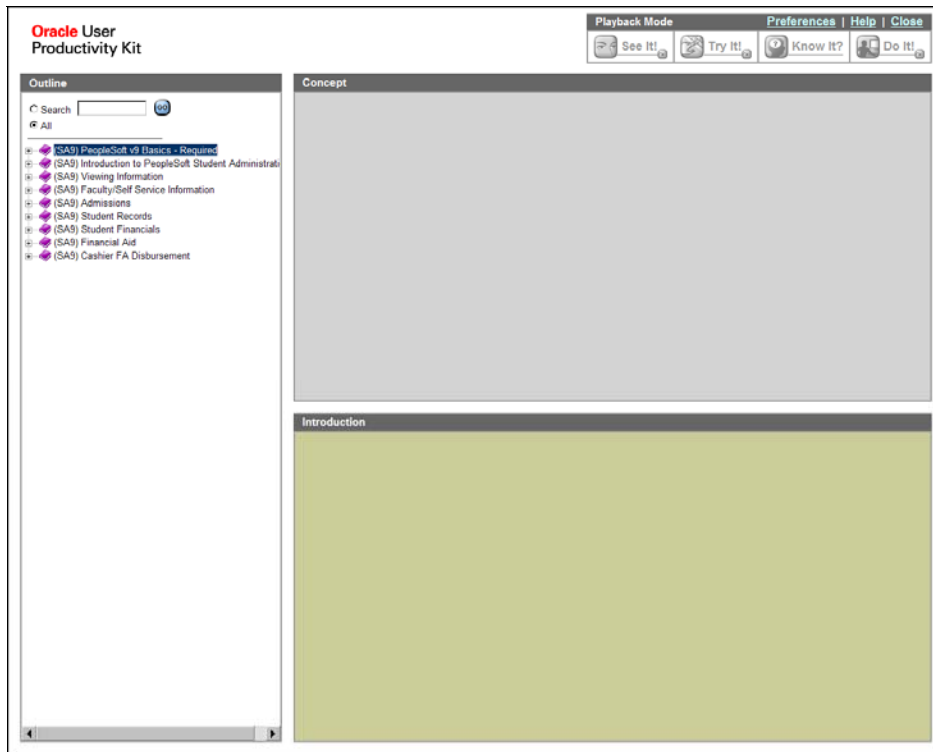 Oracle User
Productivity Kit
Playback Mode
Preferences | Help | Close
See It!
Try It!
Know It?
Do It!
Outline
Search
GO
All
(SA9) PeopleSoft v9 Basics - Required
(SA9) Introduction to PeopleSoft Student Administrati
(SA9) Viewing Information
(SA9) Faculty/Self Service Information
(SA9) Admissions
(SA9) Student Records
(SA9) Student Financials
(SA9) Financial Aid
(SA9) Cashier FA Disbursement
Concept
Introduction